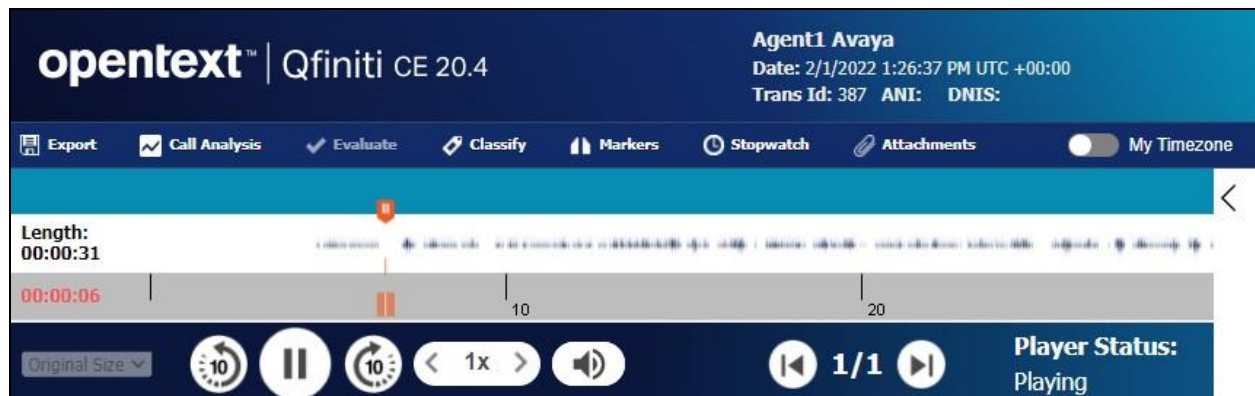 opentext™ | Qfiniti CE 20.4
Agent1 Avaya
Date: 2/1/2022 1:26:37 PM UTC +00:00
Trans Id: 387 ANI: DNIS:
Export Call Analysis Evaluate Classify Markers Stopwatch Attachments My Timezone
Length:
00:00:31
00:00:06
10 20
Original Size 10 10 1x 1/1
Player Status:
Playing